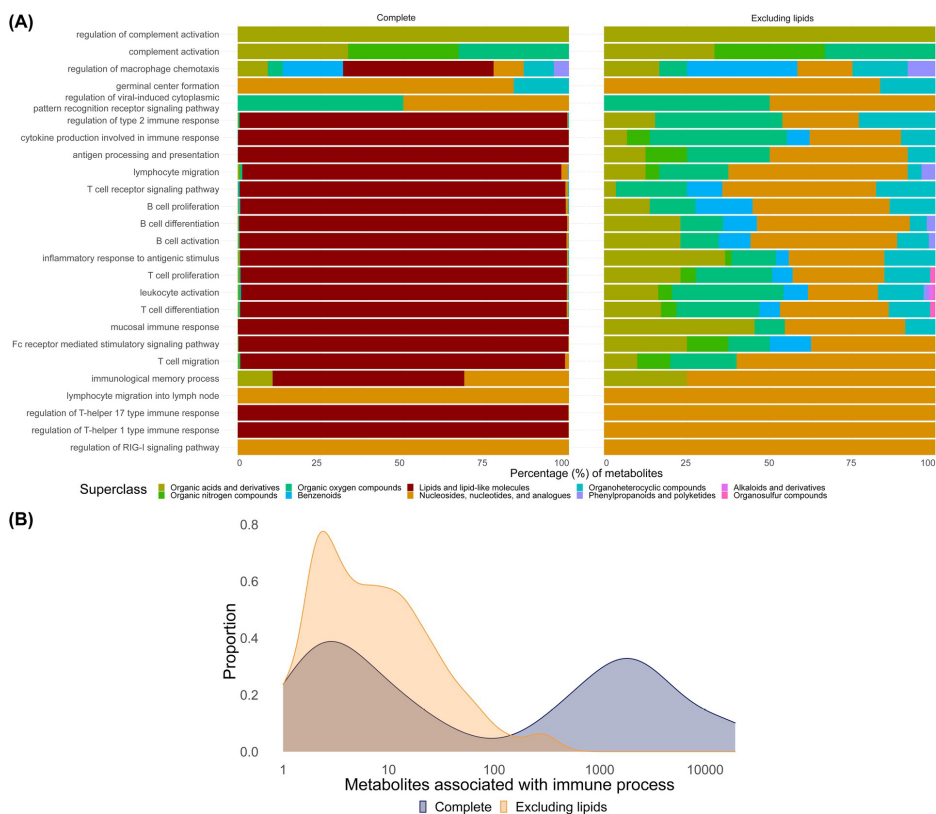 (A)
Complete
Excluding lipids
regulation of complement activation
complement activation
regulation of macrophage chemotaxis
germinal center formation
regulation of viral-induced cytoplasmic
pattern recognition receptor signaling pathway
regulation of type 2 immune response
cytokine production involved in immune response
antigen processing and presentation
lymphocyte migration
T cell receptor signaling pathway
B cell proliferation
B cell differentiation
B cell activation
inflammatory response to antigenic stimulus
T cell proliferation
leukocyte activation
T cell differentiation
mucosal immune response
Fc receptor mediated stimulatory signaling pathway
T cell migration
immunological memory process
lymphocyte migration into lymph node
regulation of T-helper 17 type immune response
regulation of T-helper 1 type immune response
regulation of RIG-I signaling pathway
0 25 50 75 100 0 25 50 75 100
Percentage (%) of metabolites
Superclass
Organic acids and derivatives Organic oxygen compounds Lipids and lipid-like molecules Organoheterocyclic compounds Alkaloids and derivatives
Organic nitrogen compounds Benzenoids Nucleosides, nucleotides, and analogues Phenylpropanoids and polyketides Organosulfur compounds
(B)
Proportion
0.8
0.6
0.4
0.2
0.0
1 10 100 1000 10000
Metabolites associated with immune process
Complete Excluding lipids